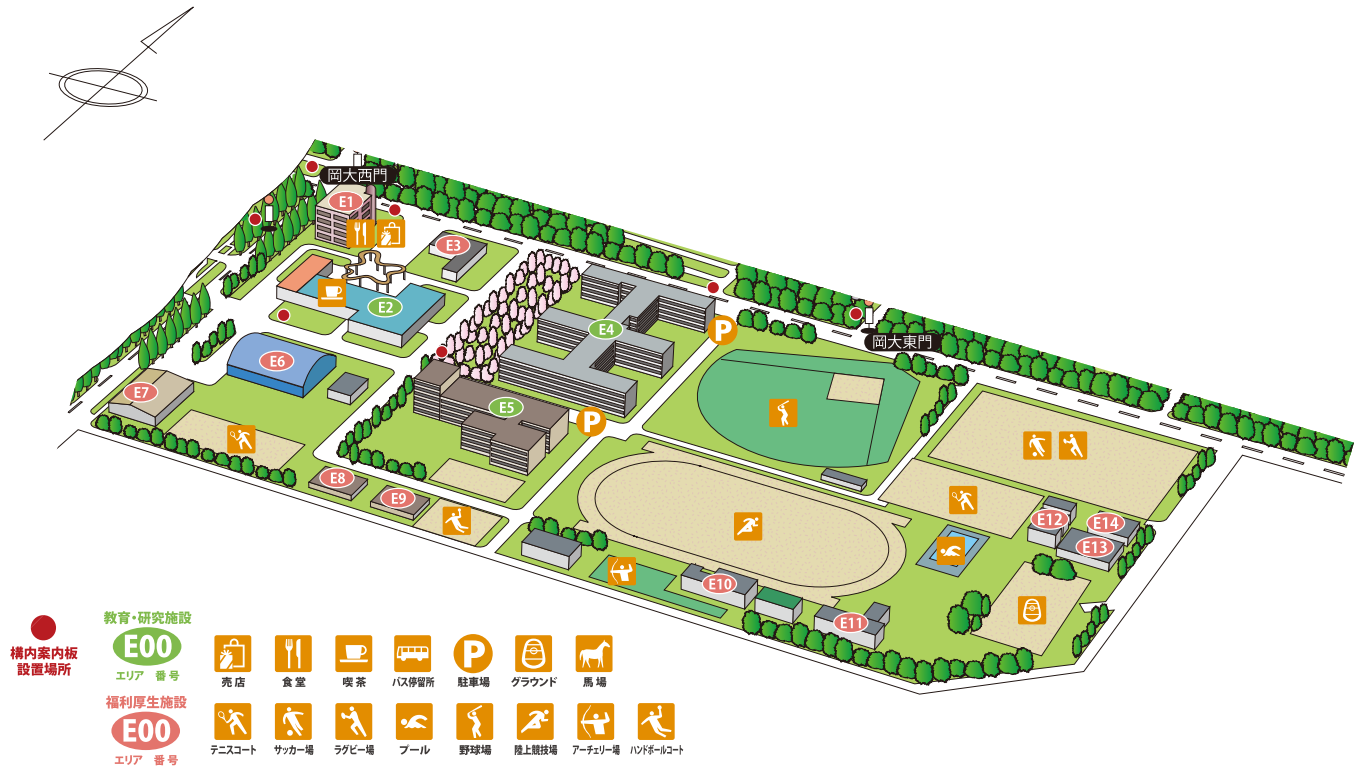 岡大西門
E1
E3
E2
E4
岡大東門
E6
P
E7
E5
P
E8
E9
E12
E14
E13
E10
E11
構内案内板
設置場所
教育・研究施設
E00
エリア 番号
福利厚生施設
E00
エリア 番号
売店
食堂
喫茶
バス停留所
P
駐車場
グラウンド
馬場
テニスコート
サッカー場
ラグビー場
プール
野球場
陸上競技場
アーチェリー場
ハンドボールコート